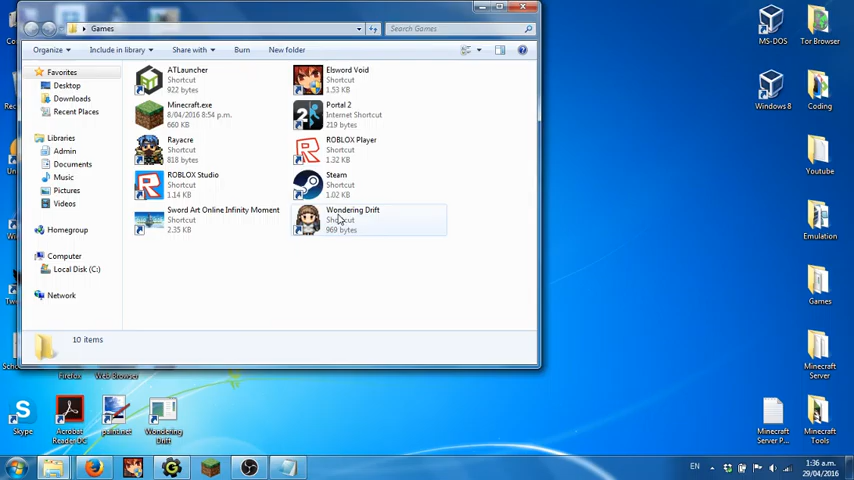 Games
Search Games
Organize
Include in library
Share with
Burn
New folder
Favorites
Desktop
Downloads
Recent Places
Libraries
Admin
Documents
Music
Pictures
Videos
Homegroup
Computer
Local Disk (C:)
Network
ATLauncher
Shortcut
922 bytes
Elsword Void
Shortcut
1.53 KB
Minecraft.exe
8/04/2016 8:54 p.m.
660 KB
Portal 2
Internet Shortcut
219 bytes
Rayacre
Shortcut
818 bytes
ROBLOX Player
Shortcut
1.32 KB
ROBLOX Studio
Shortcut
1.14 KB
Steam
Shortcut
1.02 KB
Sword Art Online Infinity Moment
Shortcut
2.35 KB
Wondering Drift
Shortcut
969 bytes
10 items
MS-DOS
Tor Browser
Windows 8
Coding
Youtube
Emulation
Games
Minecraft
Server
Firefox
Web Browser
Skype
Acrobat
Reader DC
paint.net
Wondering
Drift
Minecraft
Server P...
Minecraft
Tools
EN
1:36 a.m.
29/04/2016